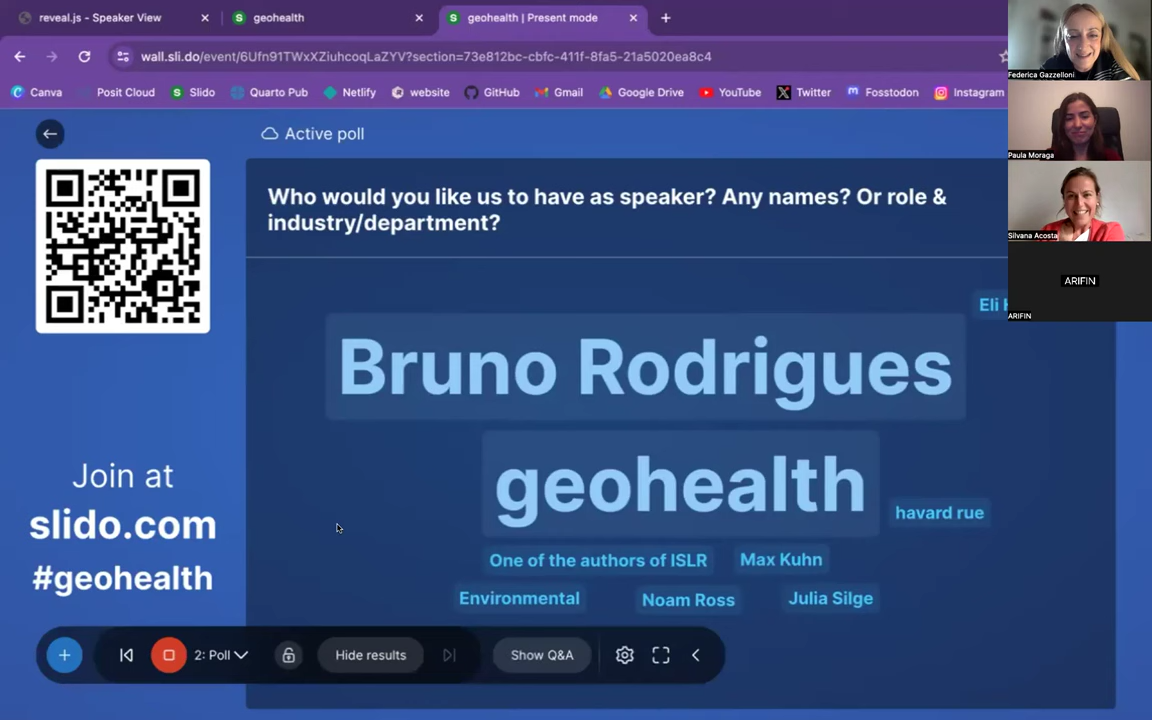 reveal.js - Speaker View
geohealth
geohealth | Present mode
wall.sli.do/event/6Ufn91TWxXZiuhcoqLaZYV?section=73e812bc-cbfc-411f-8fa5-21a5020ea8c4
Canva
Posit Cloud
Slido
Quarto Pub
Netlify
website
GitHub
Gmail
Google Drive
YouTube
Twitter
Fosstodon
Instagram
Federica Gazzelloni
Paula Moraga
Silvana Acosta
ARIFIN
ARIFIN
Active poll
Who would you like us to have as speaker? Any names? Or role &
industry/department?
Eli
Bruno Rodrigues
geohealth
havard rue
One of the authors of ISLR
Max Kuhn
Environmental
Noam Ross
Julia Silge
Join at
slido.com
#geohealth
2: Poll
Hide results
Show Q&A